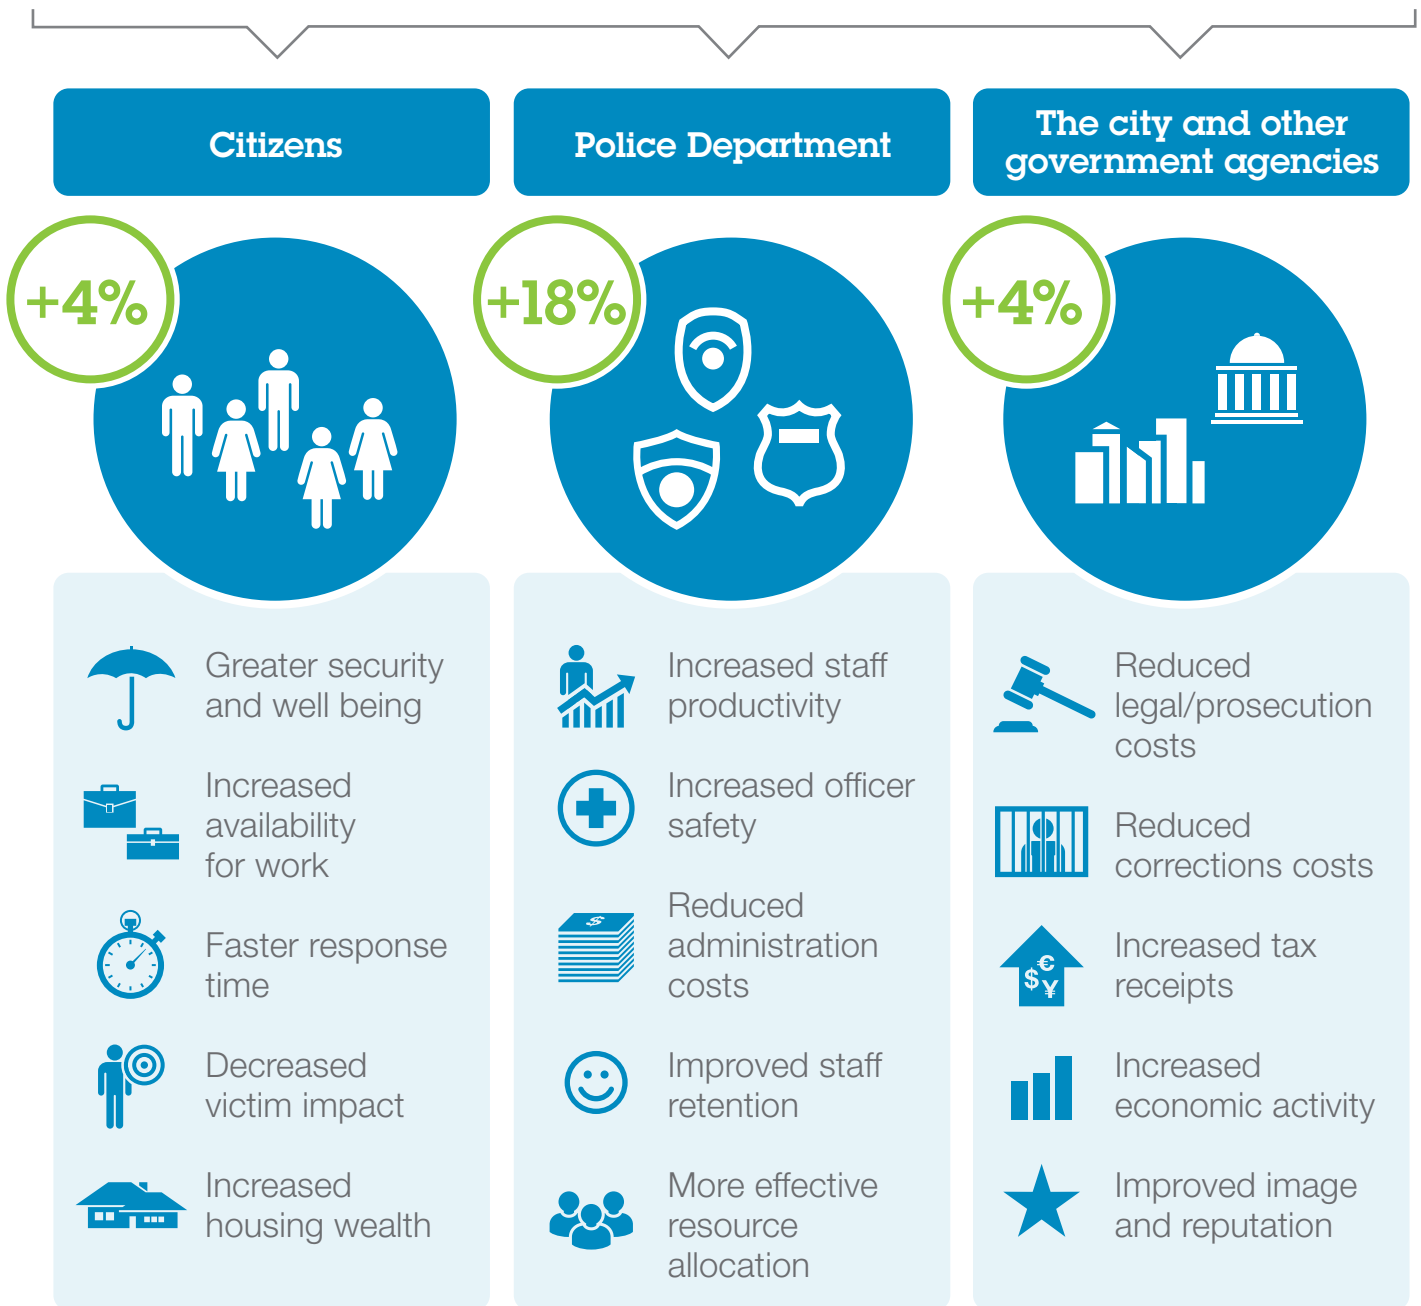 Citizens
Police Department
The city and other
government agencies
+4%
+18%
+4%
Greater security
and well being
Increased
availability
for work
Faster response
time
Decreased
victim impact
Increased
housing wealth
Increased staff
productivity
Increased officer
safety
Reduced
administration
costs
Improved staff
retention
More effective
resource
allocation
Reduced
legal/prosecution
costs
Reduced
corrections costs
Increased tax
receipts
Increased
economic activity
Improved image
and reputation
$
€
$
¥